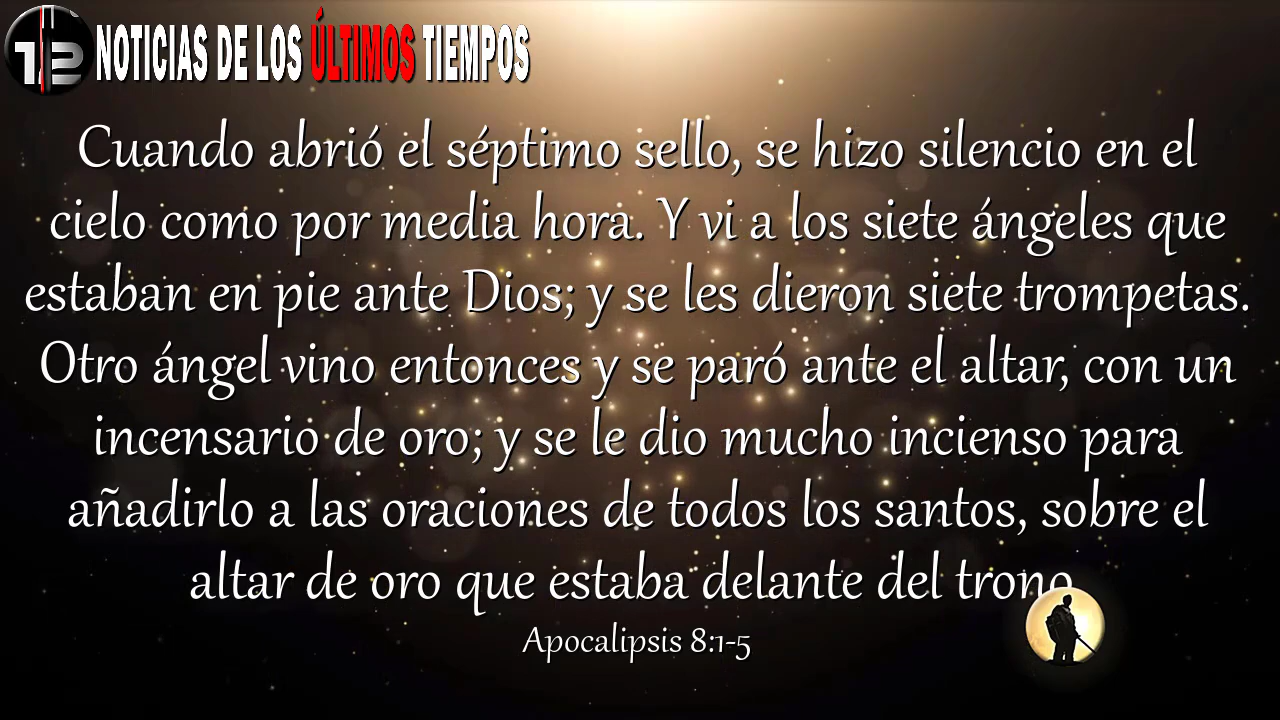 12 NOTICIAS DE LOS ÚLTIMOS TIEMPOS
Cuando abrió el séptimo sello, se hizo silencio en el
cielo como por media hora. Y vi a los siete ángeles que
estaban en pie ante Dios; y se les dieron siete trompetas.
Otro ángel vino entonces y se paró ante el altar, con un
incensario de oro; y se le dio mucho incienso para
añadirlo a las oraciones de todos los santos, sobre el
altar de oro que estaba delante del trono
Apocalipsis 8:1-5